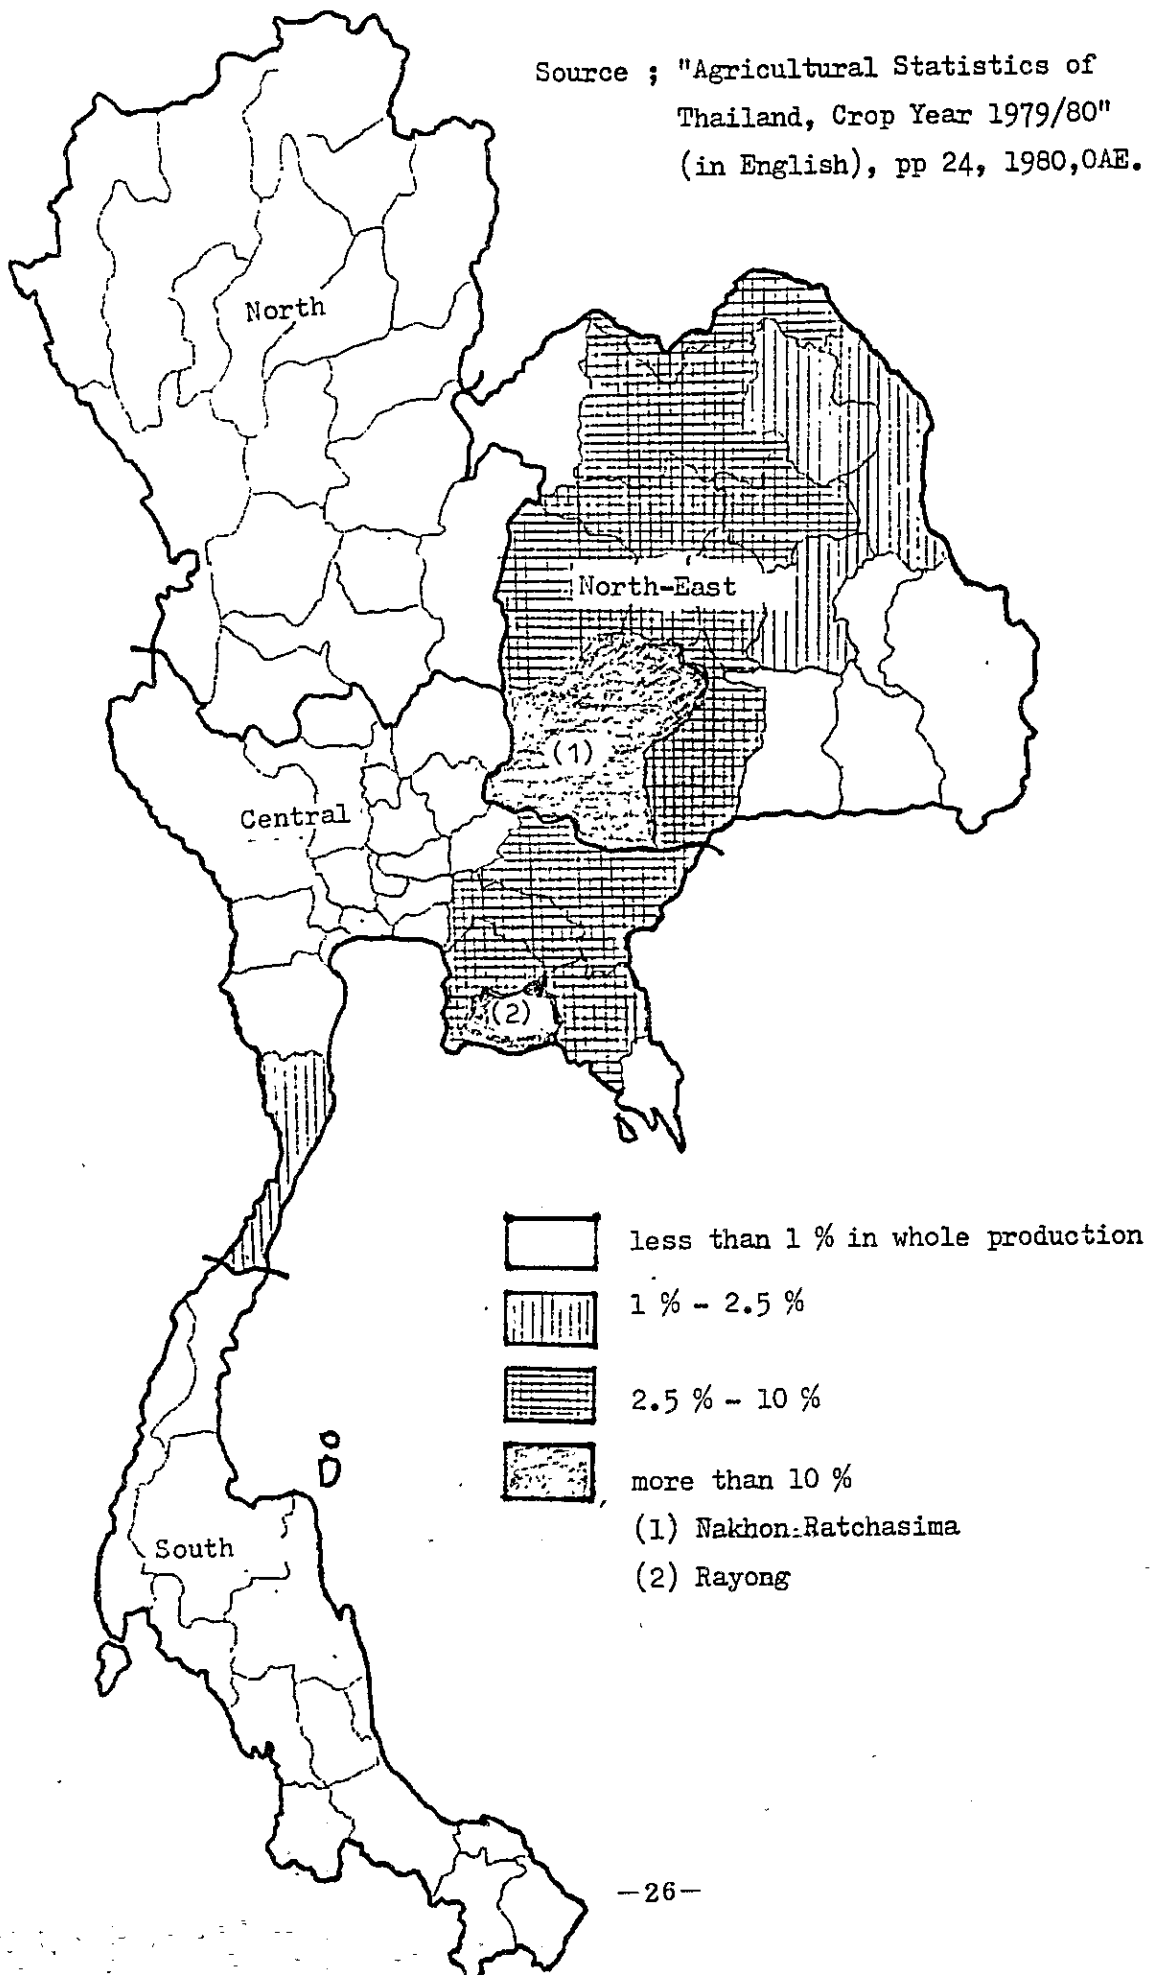 Source ; "Agricultural Statistics of
Thailand, Crop Year 1979/80"
(in English), pp 24, 1980,OAE.
North
North-East
(1)
Central
(2)
less than 1 % in whole production
1 % - 2.5 %
2.5 % - 10 %
more than 10 %
(1) Nakhon Ratchasima
(2) Rayong
South
—26—